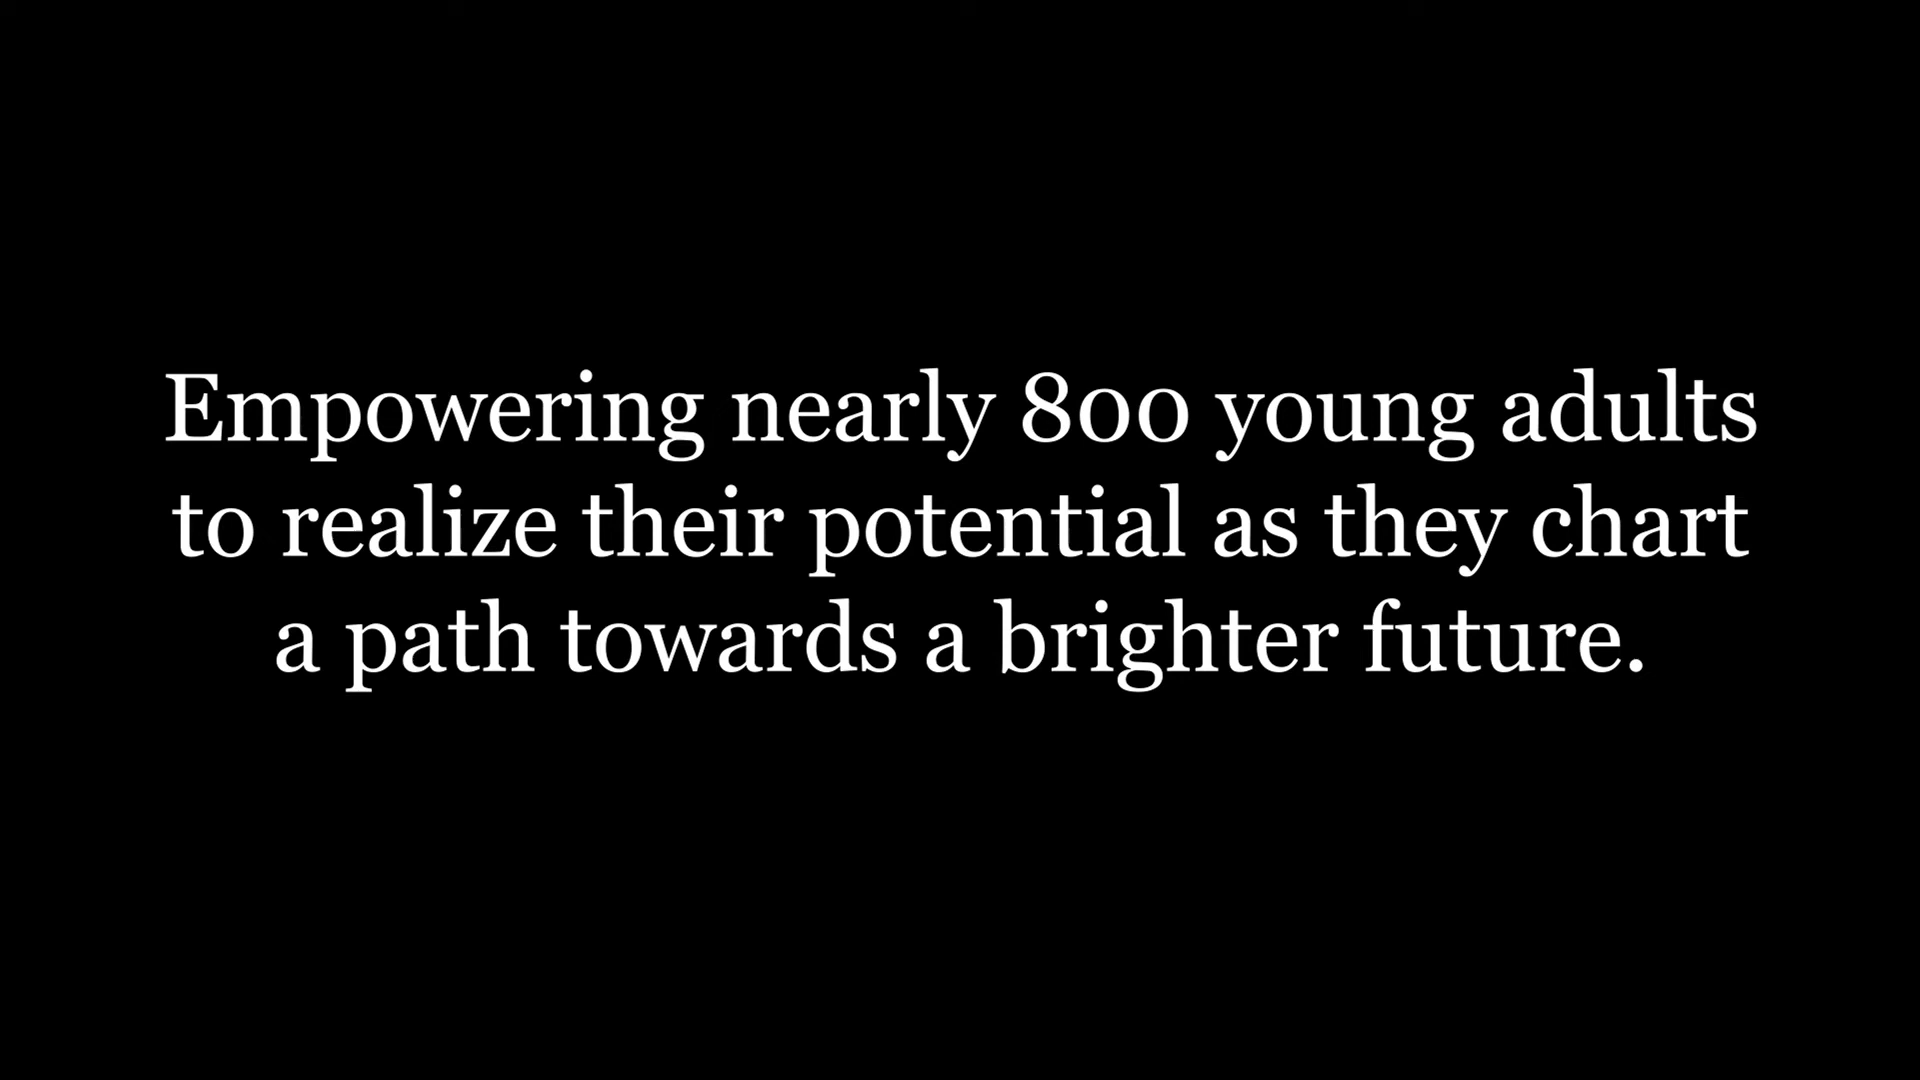 Empowering nearly 800 young adults
to realize their potential as they chart
a path towards a brighter future.